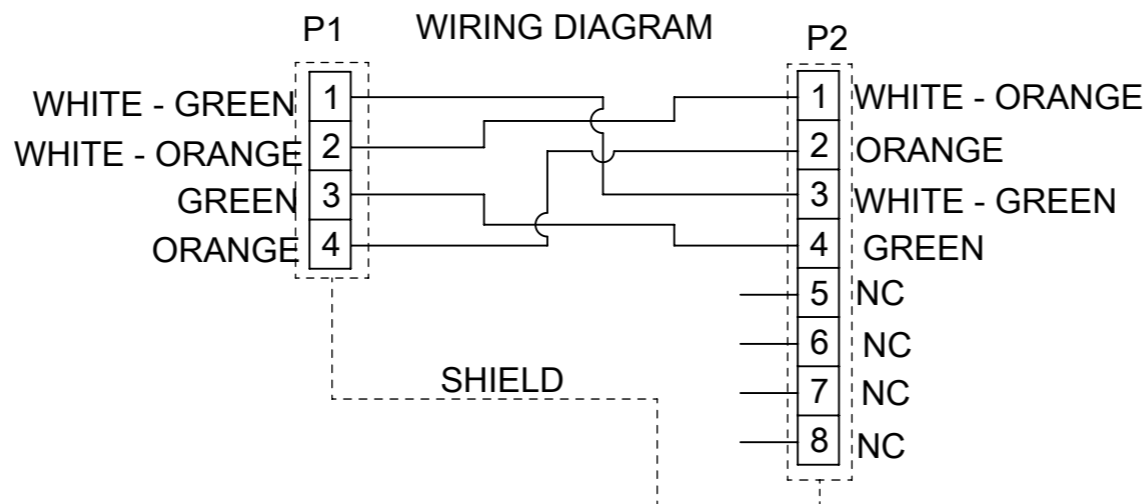 WIRING DIAGRAM
P1
P2
WHITE - GREEN 1
WHITE - ORANGE 2
GREEN 3
ORANGE 4
1 WHITE - ORANGE
2 ORANGE
3 WHITE - GREEN
4 GREEN
5 NC
6 NC
7 NC
8 NC
SHIELD